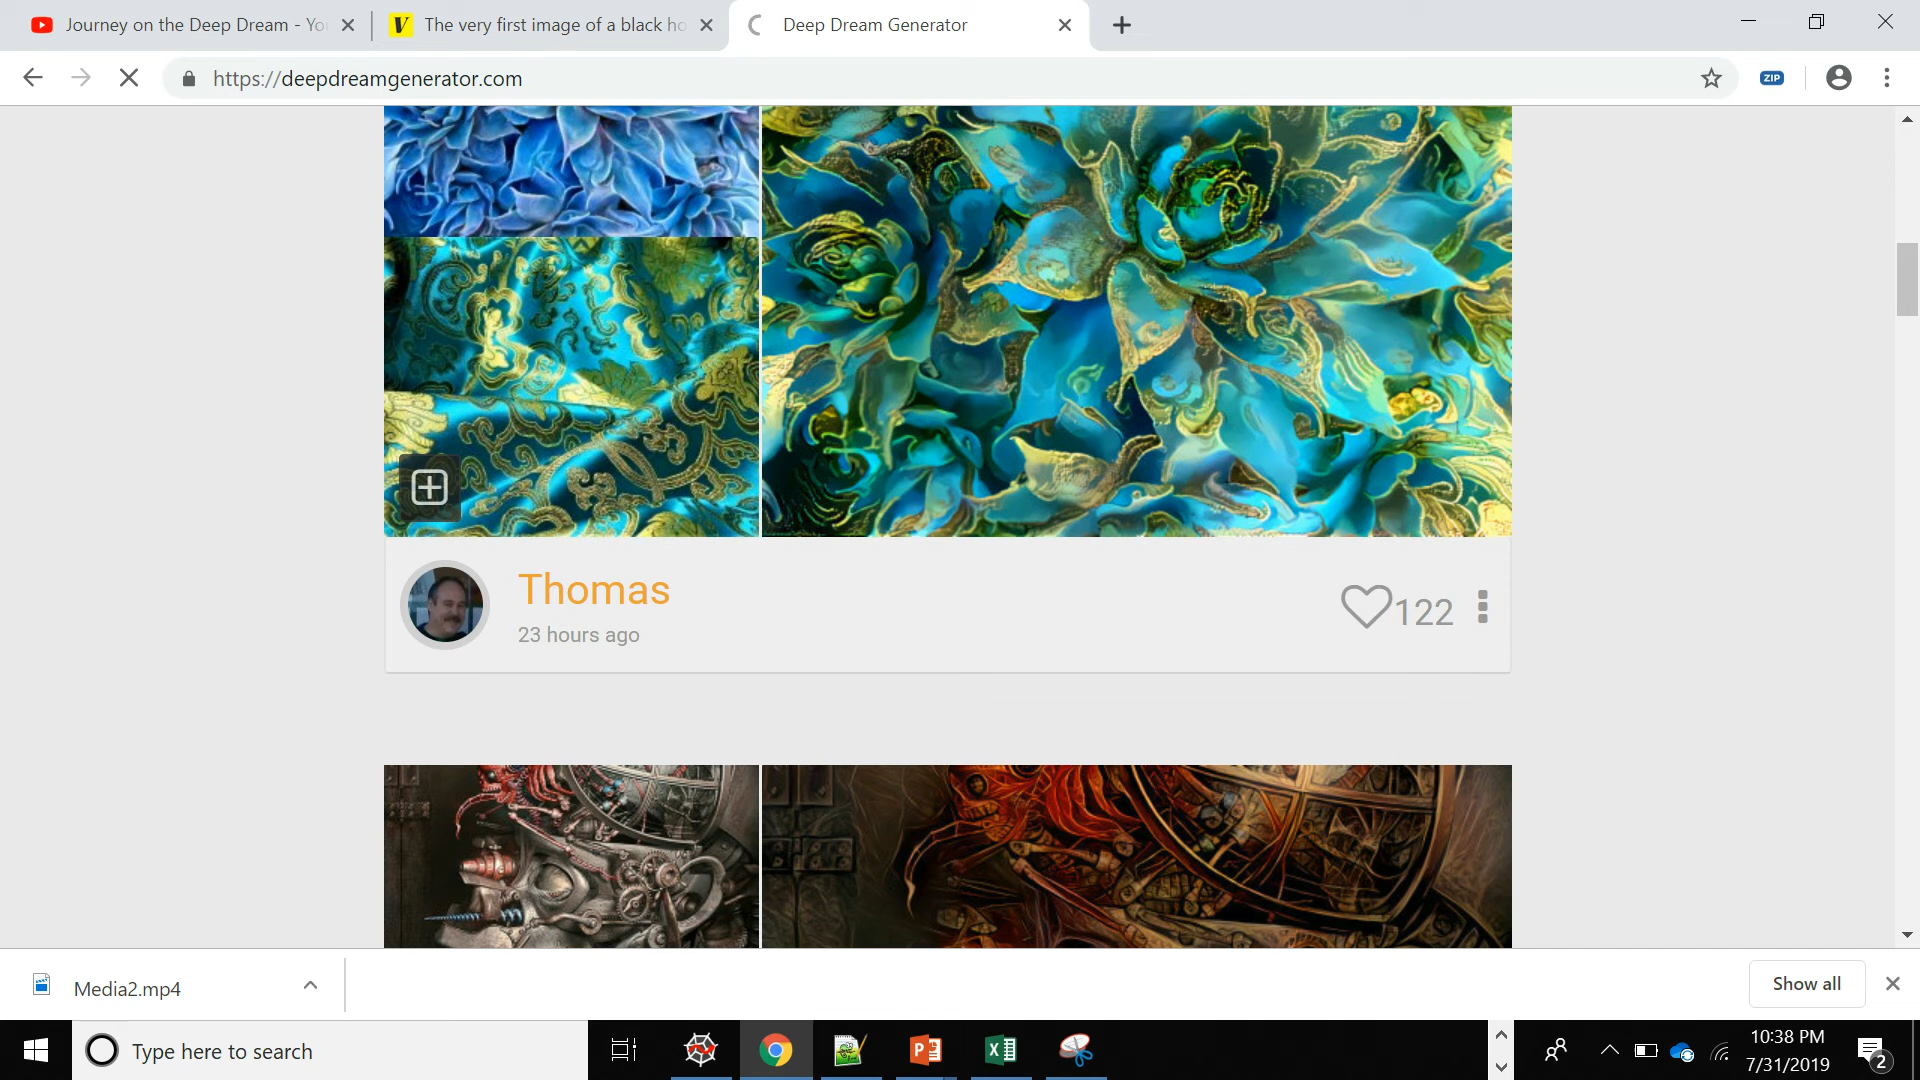 Journey on the Deep Dream - Yo
The very first image of a black ho
Deep Dream Generator
https://deepdreamgenerator.com
ZIP
Thomas
23 hours ago
122
Media2.mp4
Show all
Type here to search
10:38 PM
7/31/2019
2